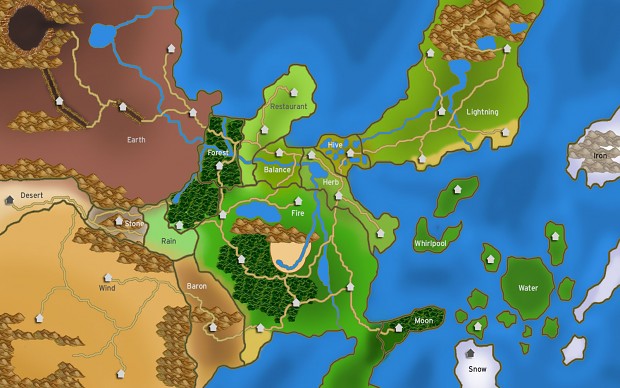 Restaurant
Lightning
Earth
Hive
Forest
Iron
Balance
Herb
Desert
Fire
Stone
Rain
Whirlpool
Wind
Baron
Water
Moon
Snow